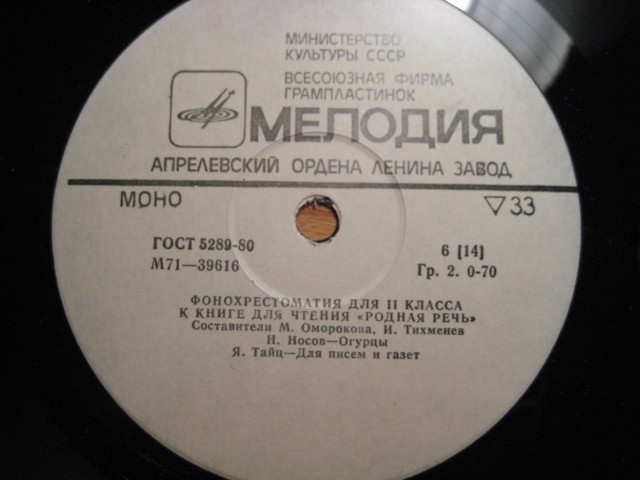 МИНИСТЕРСТВО
КУЛЬТУРЫ СССР
ВСЕСОЮЗНАЯ ФИРМА
ГРАМПЛАСТИНОК
МЕЛОДИЯ
АПРЕЛЕВСКИЙ ОРДЕНА ЛЕНИНА ЗАВОД
МОНО ▽33
ГОСТ 5289-80 6 [14]
М71—39616 Гр. 2. 0-70
ФОНОХРЕСТОМАТИЯ ДЛЯ II КЛАССА
К КНИГЕ ДЛЯ ЧТЕНИЯ «РОДНАЯ РЕЧЬ»
Составители М. Оморокова, И. Тихменев
Н. Носов—Огурцы
Я. Тайц—Для писем и газет